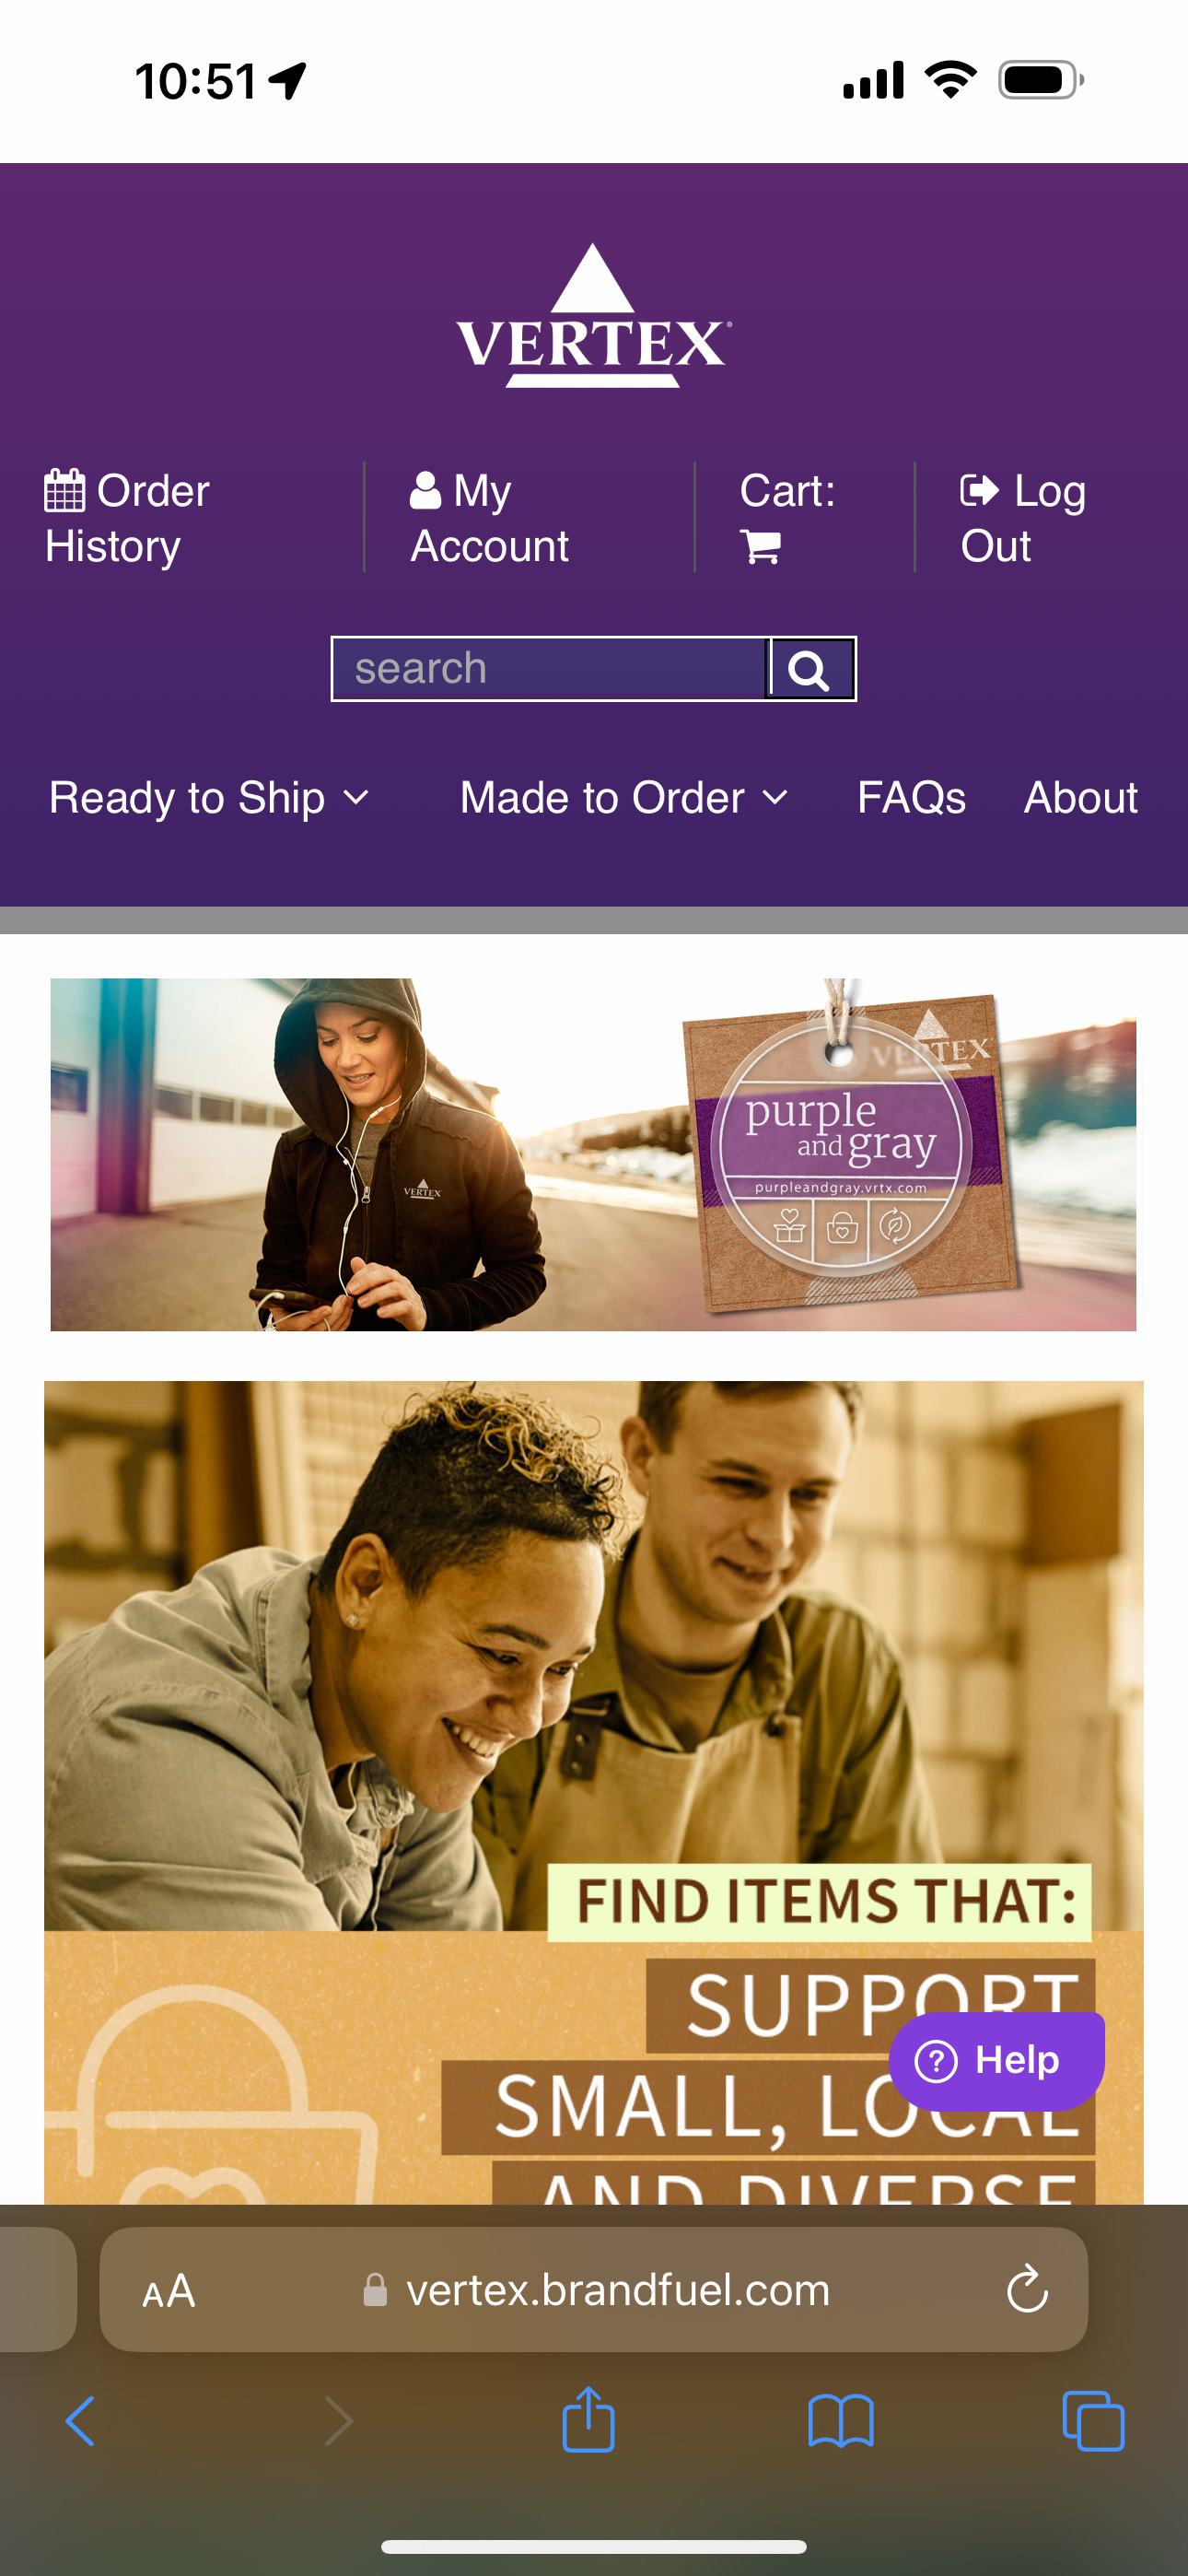 10:51
VERTEX®
Order
History
My
Account
Cart:
Log
Out
search
Ready to Ship
Made to Order
FAQs
About
VERTEX
VERTEX
purple
and gray
purpleandgray.vrtx.com
FIND ITEMS THAT:
SUPPORT
SMALL, LOCAL
AND DIVERSE
? Help
AA
vertex.brandfuel.com